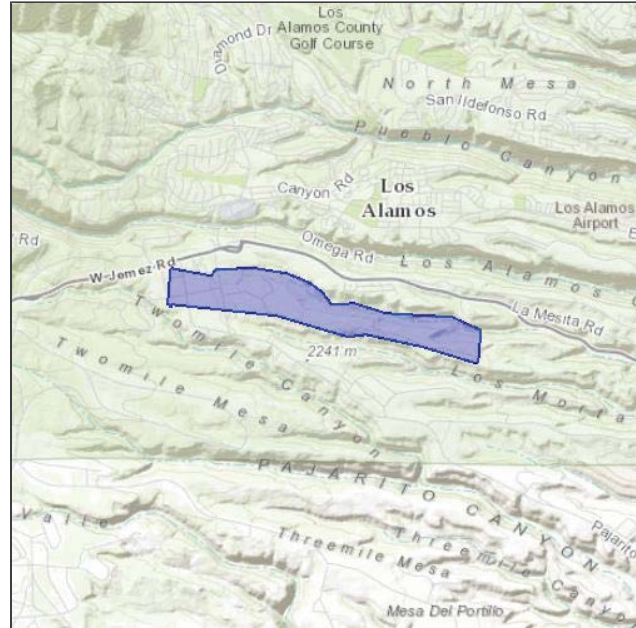 Los
Alamos County
Golf Course
Diamond Dr
North Mesa
San Ildefonso Rd
Pueblo Canyon
Canyon Rd
Los
Alamos
Los Alamos
Airport
E
Rd
Omega Rd
Los Alamos
W Jemez Rd
La Mesita Rd
Twomile Canyon
2241 m
Twomile Mesa
Los Morta
PAJARITO CANYON
Valle
Threemile Mesa
Threemile Canyo
Pajarito
Mesa Del Portillo